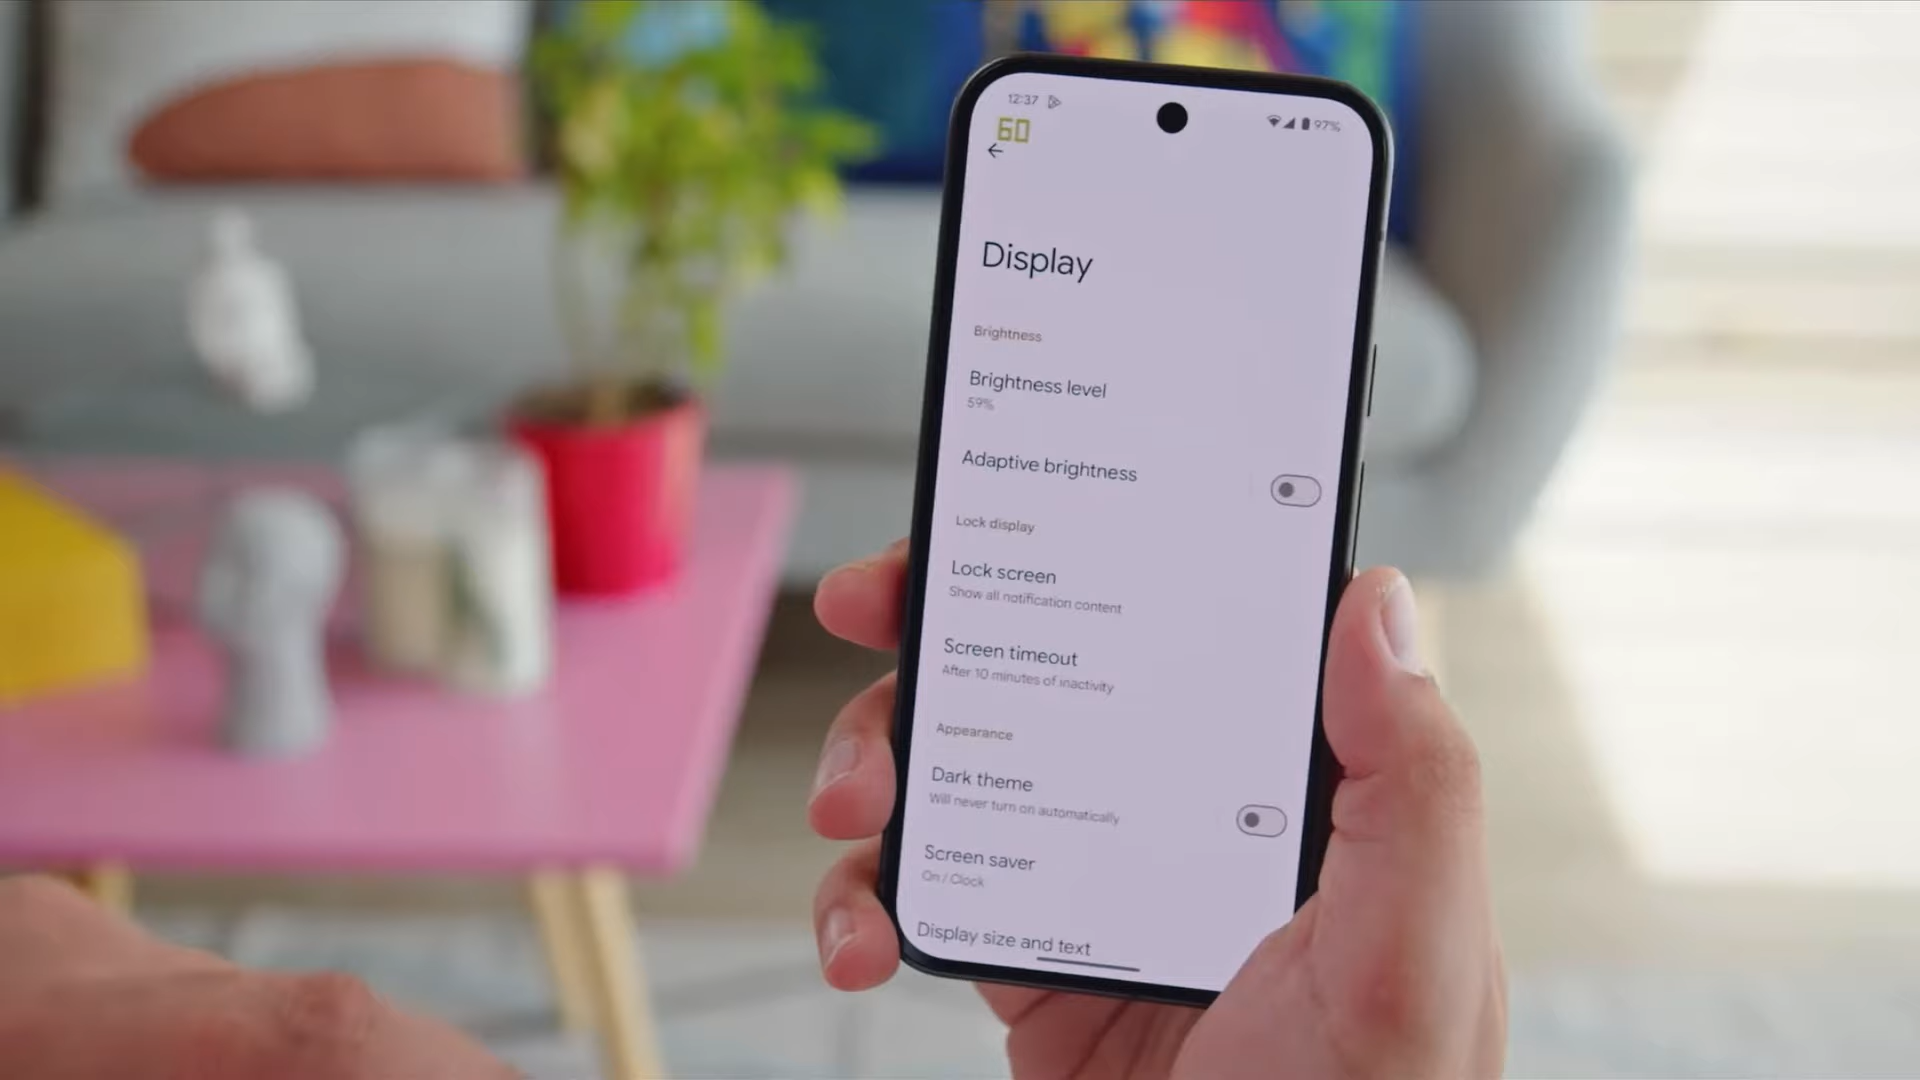 12:37
97%
60
Display
Brightness
Brightness level
59%
Adaptive brightness
Lock display
Lock screen
Show all notification content
Screen timeout
After 10 minutes of inactivity
Appearance
Dark theme
Will never turn on automatically
Screen saver
On / Clock
Display size and text